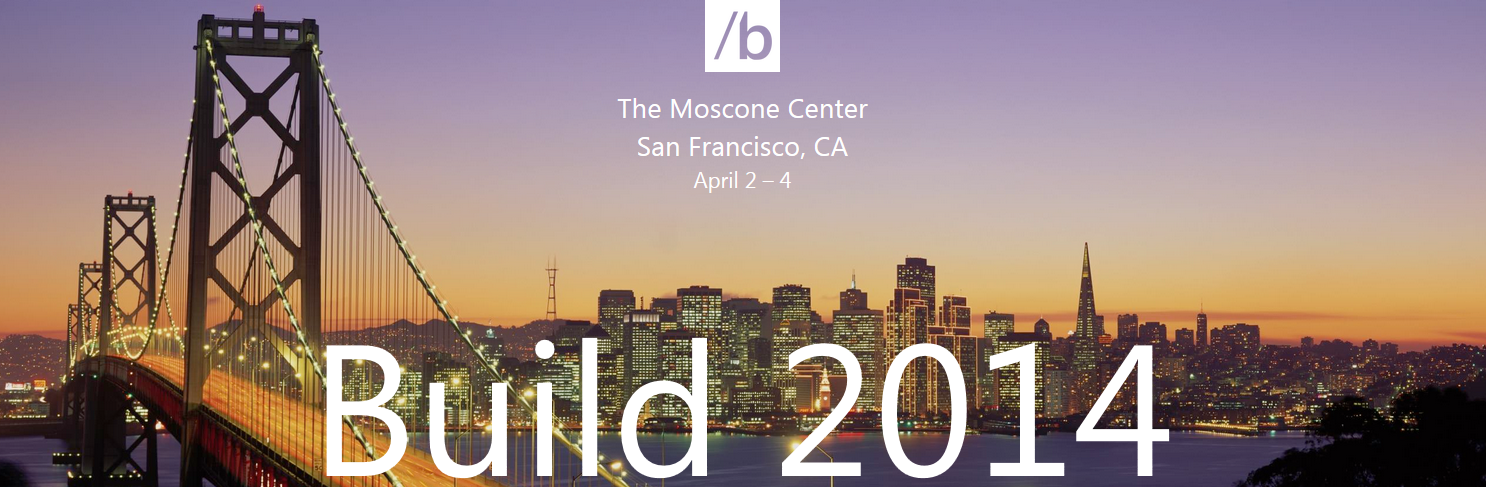 /b
The Moscone Center
San Francisco, CA
April 2 – 4
Build 2014